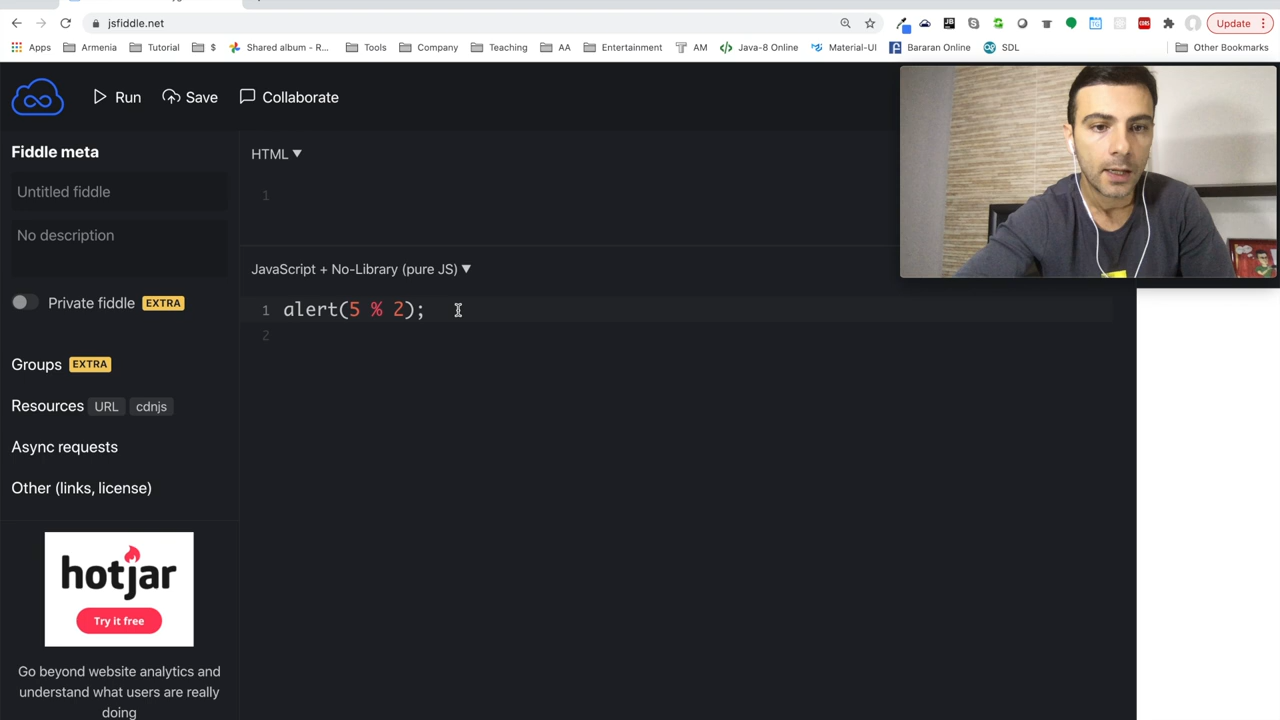 jsfiddle.net
Update
Apps Armenia Tutorial $ Shared album - R... Tools Company Teaching AA Entertainment AM Java-8 Online Material-UI Bararan Online SDL Other Bookmarks
Run Save Collaborate
Fiddle meta
Untitled fiddle
No description
Private fiddle EXTRA
Groups EXTRA
Resources URL cdnjs
Async requests
Other (links, license)
hotjar
Try it free
Go beyond website analytics and
understand what users are really
doing
HTML ▼
1
JavaScript + No-Library (pure JS) ▼
1 alert(5 % 2);
2